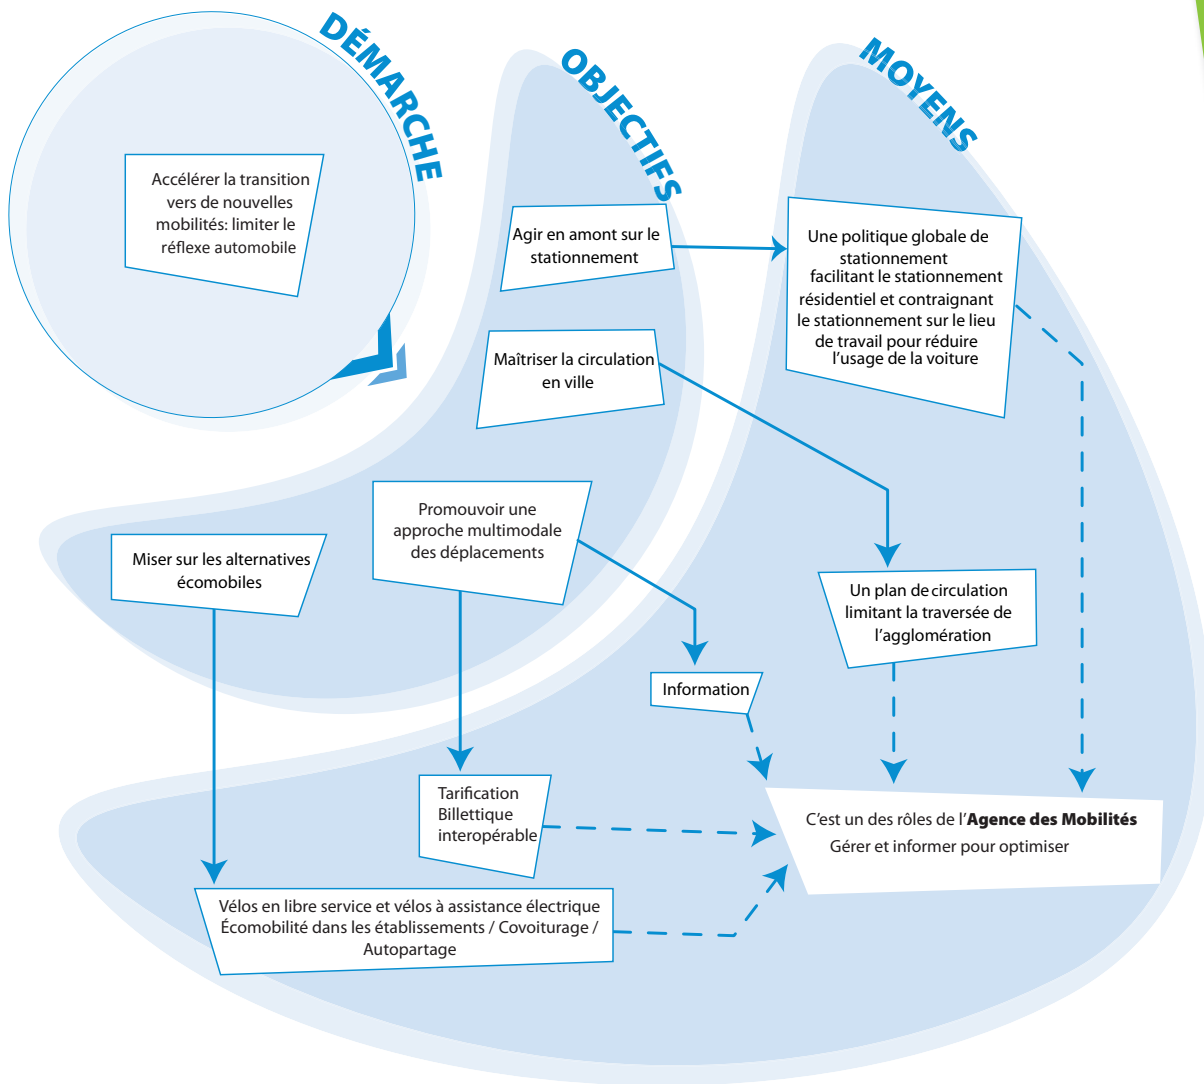 DÉMARCHE
Accélérer la transition
vers de nouvelles
mobilités: limiter le
réflexe automobile
OBJECTIFS
Agir en amont sur le
stationnement
Maîtriser la circulation
en ville
Promouvoir une
approche multimodale
des déplacements
Miser sur les alternatives
écomobiles
MOYENS
Une politique globale de
stationnement
facilitant le stationnement
résidentiel et contraignant
le stationnement sur le lieu
de travail pour réduire
l’usage de la voiture
Un plan de circulation
limitant la traversée de
l’agglomération
Information
Tarification
Billettique
interopérable
Vélos en libre service et vélos à assistance électrique
Écomobilité dans les établissements / Covoiturage /
Autopartage
C’est un des rôles de l’Agence des Mobilités
Gérer et informer pour optimiser